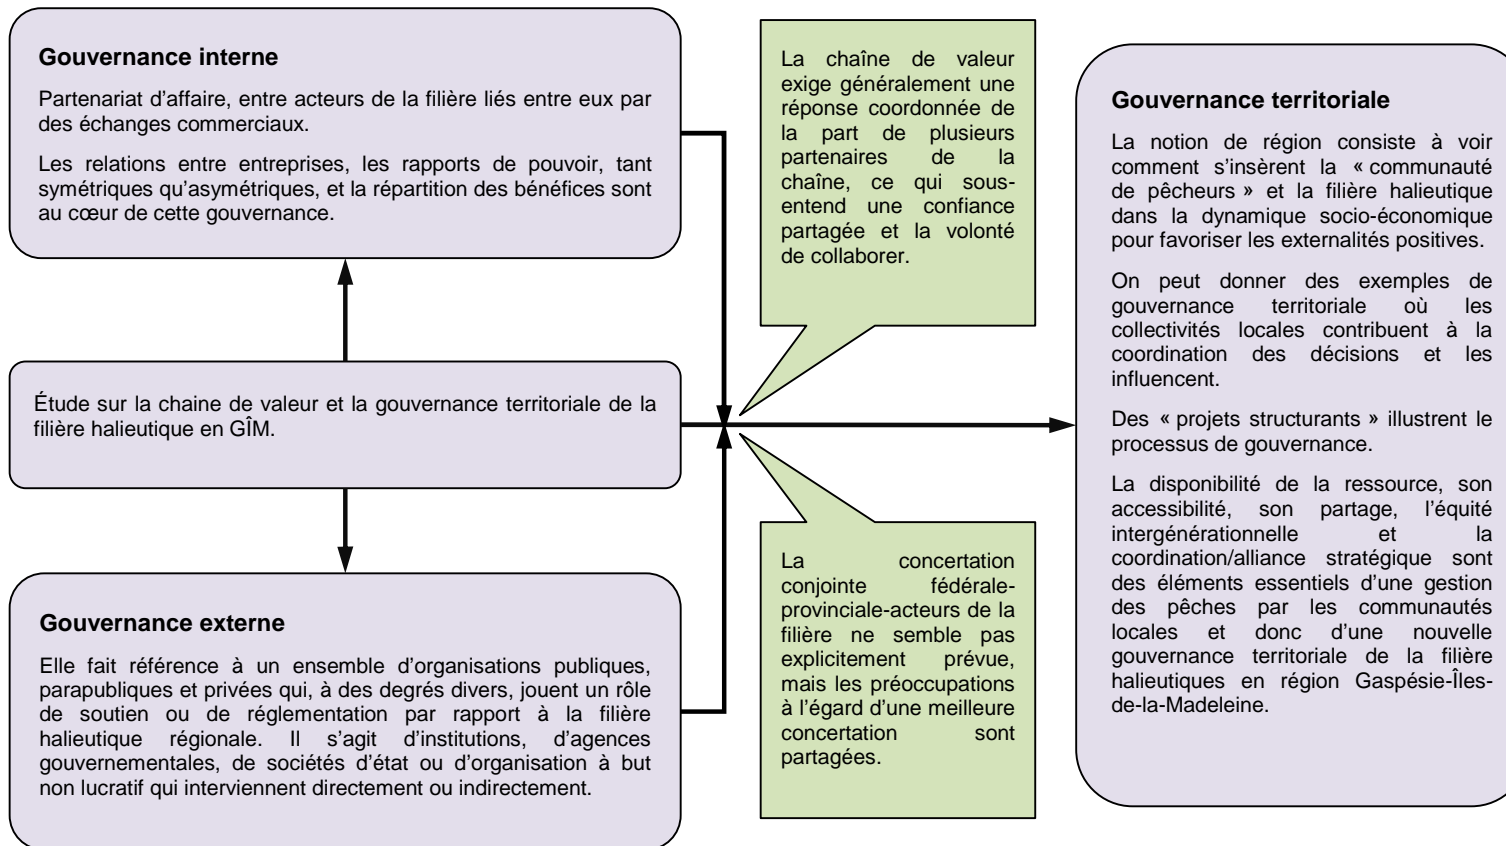 Gouvernance interne
Partenariat d’affaire, entre acteurs de la filière liés entre eux par
des échanges commerciaux.
Les relations entre entreprises, les rapports de pouvoir, tant
symétriques qu’asymétriques, et la répartition des bénéfices sont
au cœur de cette gouvernance.
Étude sur la chaine de valeur et la gouvernance territoriale de la
filière halieutique en GÎM.
Gouvernance externe
Elle fait référence à un ensemble d’organisations publiques,
parapubliques et privées qui, à des degrés divers, jouent un rôle
de soutien ou de réglementation par rapport à la filière
halieutique régionale. Il s’agit d’institutions, d’agences
gouvernementales, de sociétés d’état ou d’organisation à but
non lucratif qui interviennent directement ou indirectement.
La chaîne de valeur
exige généralement une
réponse coordonnée de
la part de plusieurs
partenaires de la
chaîne, ce qui sous-
entend une confiance
partagée et la volonté
de collaborer.
La concertation
conjointe fédérale-
provinciale-acteurs de la
filière ne semble pas
explicitement prévue,
mais les préoccupations
à l’égard d’une meilleure
concertation sont
partagées.
Gouvernance territoriale
La notion de région consiste à voir
comment s’insèrent la « communauté
de pêcheurs » et la filière halieutique
dans la dynamique socio-économique
pour favoriser les externalités positives.
On peut donner des exemples de
gouvernance territoriale où les
collectivités locales contribuent à la
coordination des décisions et les
influencent.
Des « projets structurants » illustrent le
processus de gouvernance.
La disponibilité de la ressource, son
accessibilité, son partage, l’équité
intergénérationnelle et la
coordination/alliance stratégique sont
des éléments essentiels d’une gestion
des pêches par les communautés
locales et donc d’une nouvelle
gouvernance territoriale de la filière
halieutiques en région Gaspésie-Îles-
de-la-Madeleine.